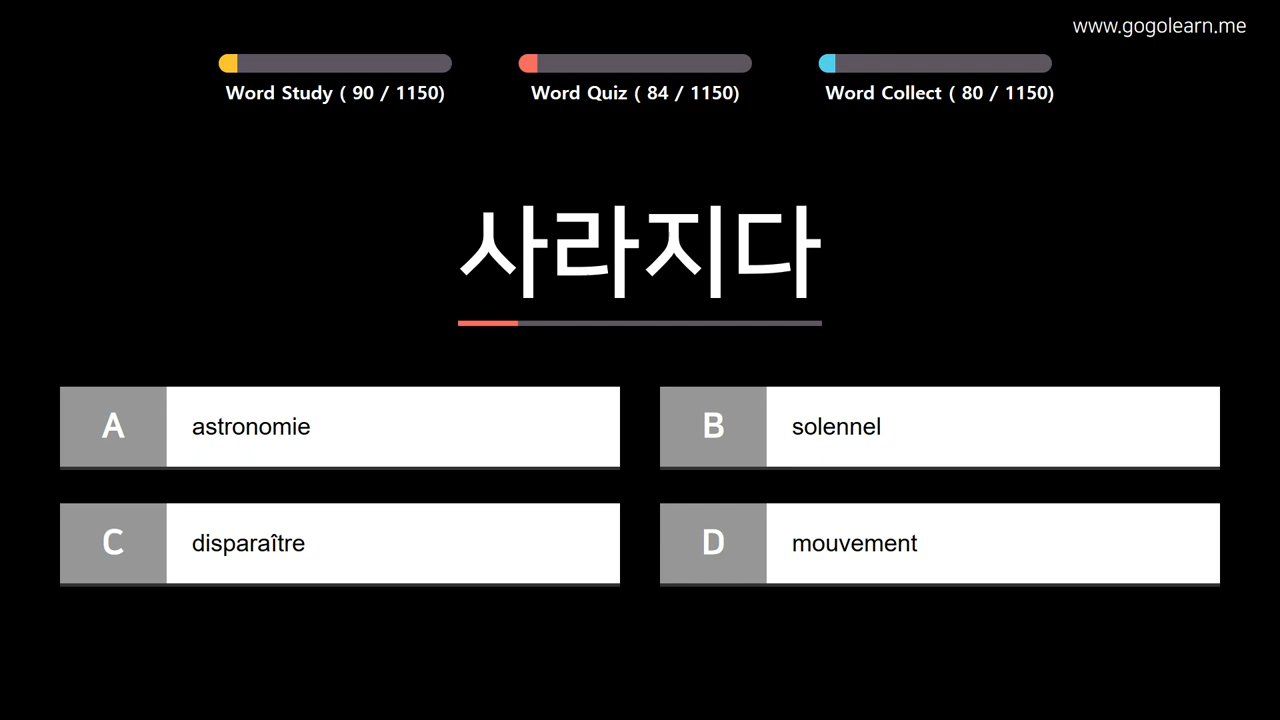 www.gogolearn.me
Word Study ( 90 / 1150)
Word Quiz ( 84 / 1150)
Word Collect ( 80 / 1150)
사라지다
A astronomie
B solennel
C disparaître
D mouvement